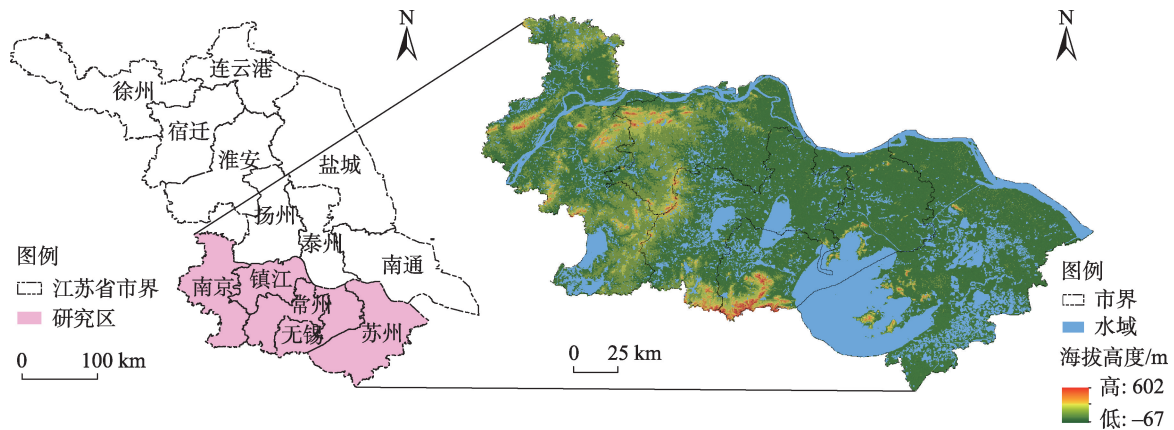 N
连云港
徐州
宿迁
淮安
盐城
扬州
泰州
南通
南京
镇江
常州
无锡
苏州
图例
江苏省市界
研究区
0 100 km
N
0 25 km
图例
市界
水域
海拔高度/m
高: 602
低: –67